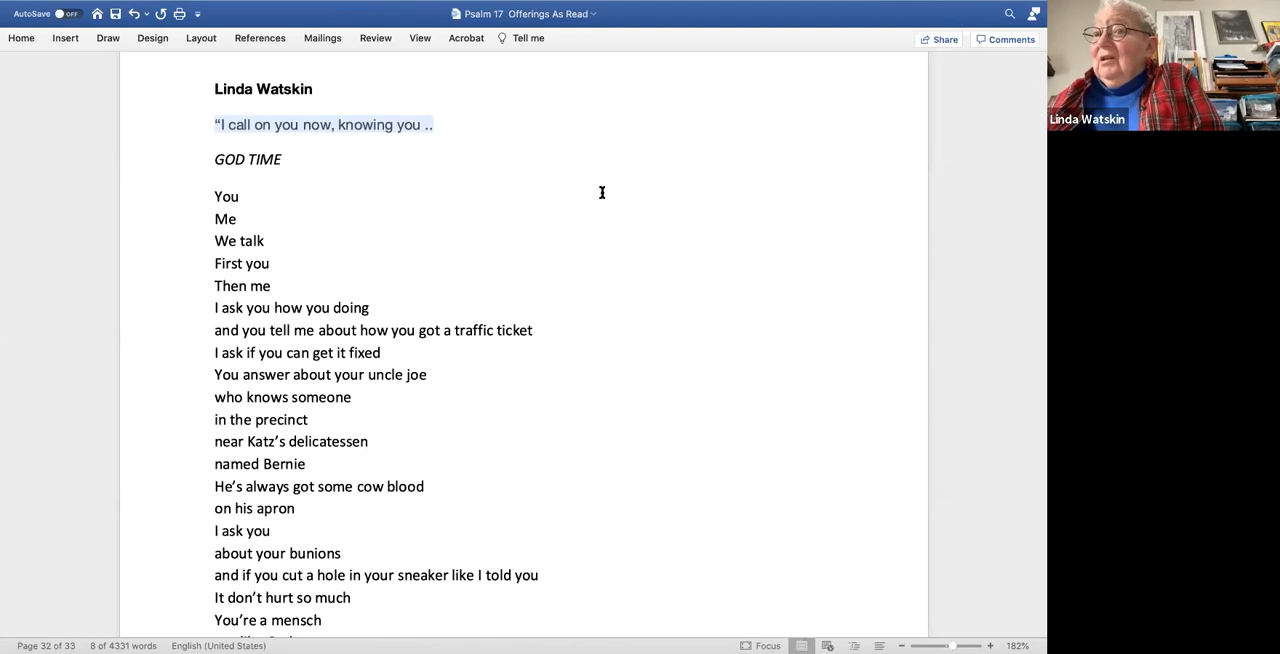 AutoSave OFF
Psalm 17 Offerings As Read
Home Insert Draw Design Layout References Mailings Review View Acrobat Tell me
Share Comments
Linda Watskin
“I call on you now, knowing you ..
GOD TIME
You
Me
We talk
First you
Then me
I ask you how you doing
and you tell me about how you got a traffic ticket
I ask if you can get it fixed
You answer about your uncle joe
who knows someone
in the precinct
near Katz’s delicatessen
named Bernie
He’s always got some cow blood
on his apron
I ask you
about your bunions
and if you cut a hole in your sneaker like I told you
It don’t hurt so much
You’re a mensch
Linda Watskin
Page 32 of 33 8 of 4331 words English (United States) Focus 182%